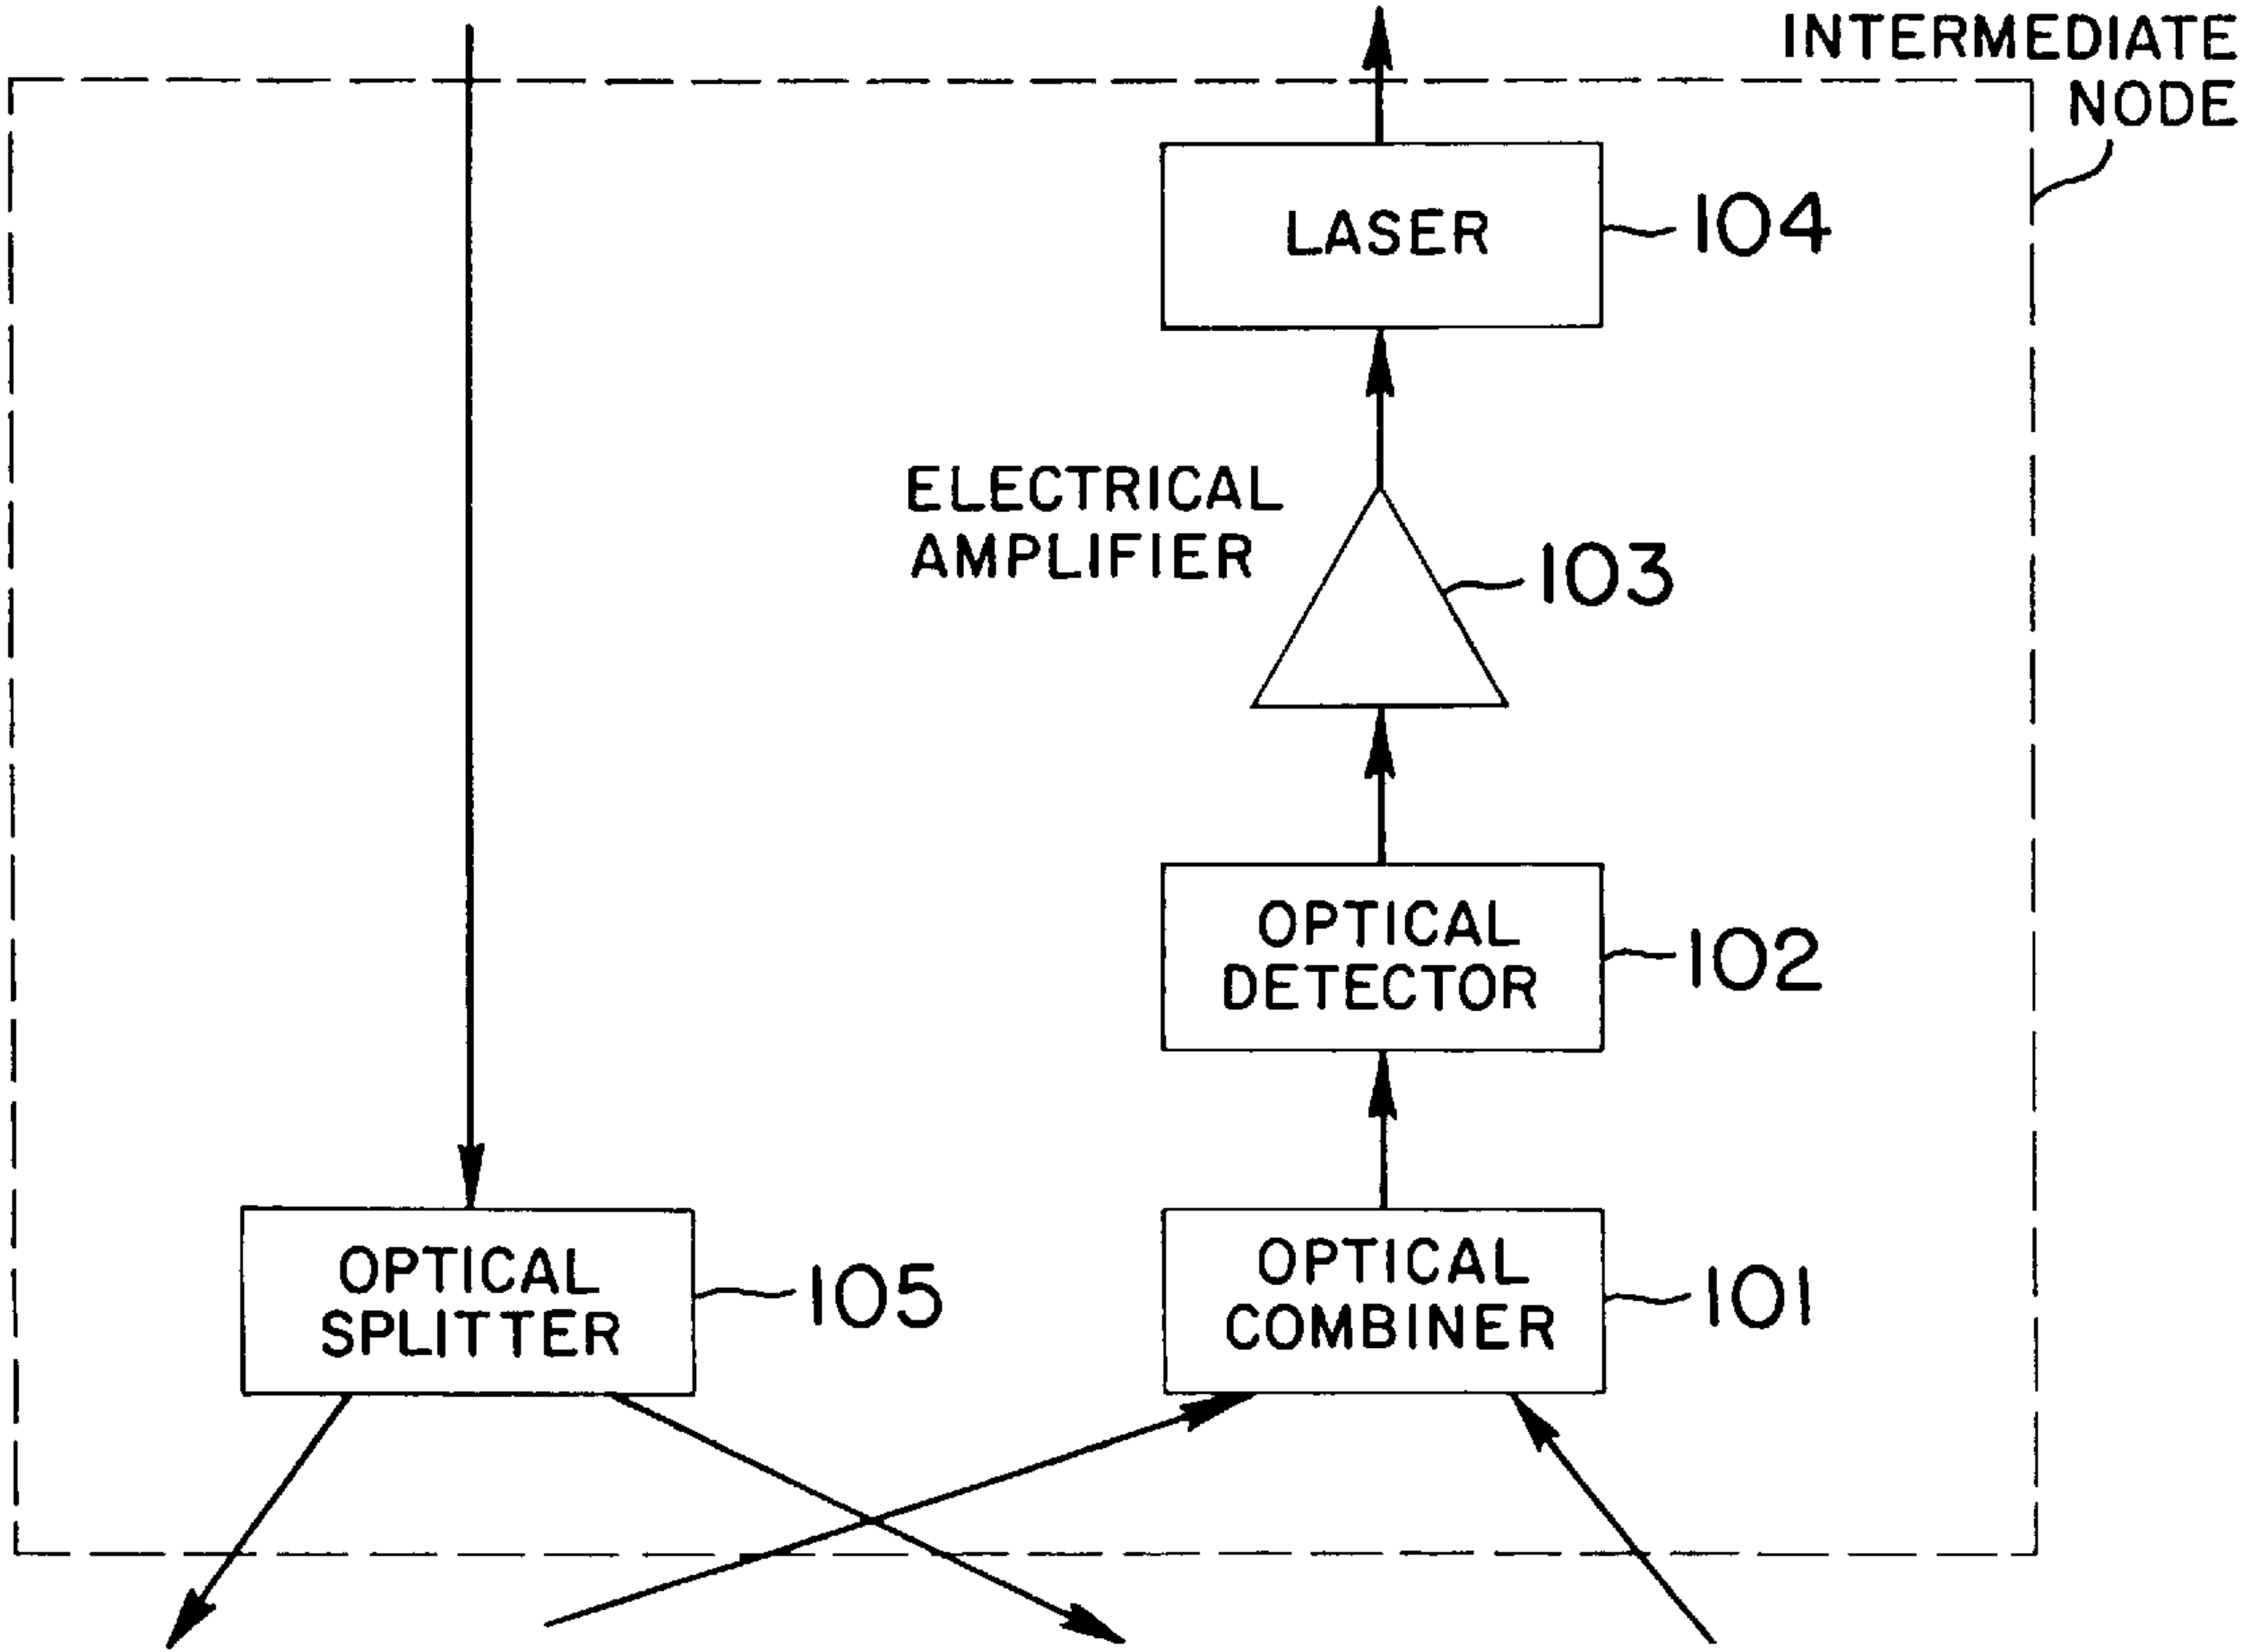 INTERMEDIATE
NODE
LASER
104
ELECTRICAL
AMPLIFIER
103
OPTICAL
DETECTOR
102
OPTICAL
SPLITTER
105
OPTICAL
COMBINER
101